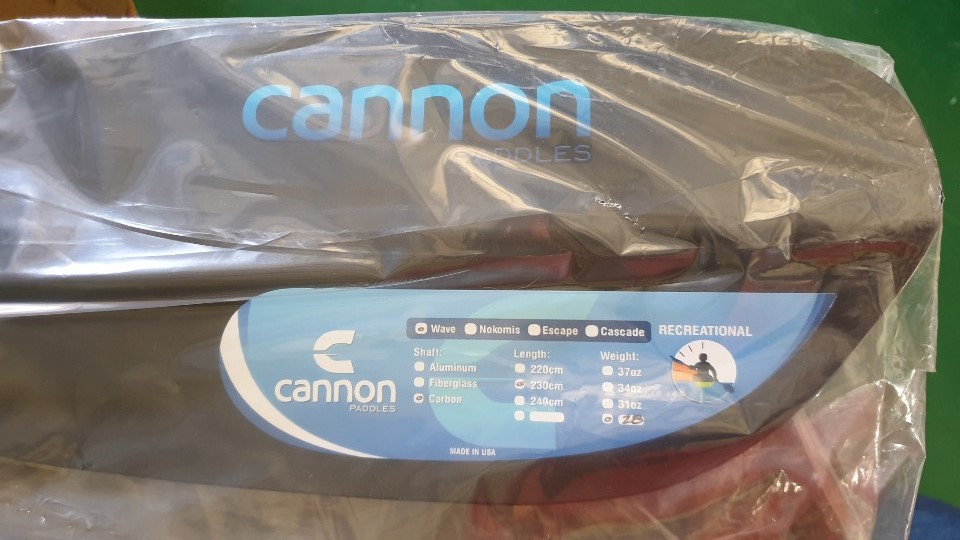 cannon
PADDLES
Wave Nokomis Escape Cascade RECREATIONAL
Shaft: Length: Weight:
Aluminum 220cm 37oz
Fiberglass 230cm 34oz
Carbon 240cm 31oz
28
cannon
PADDLES
MADE IN USA